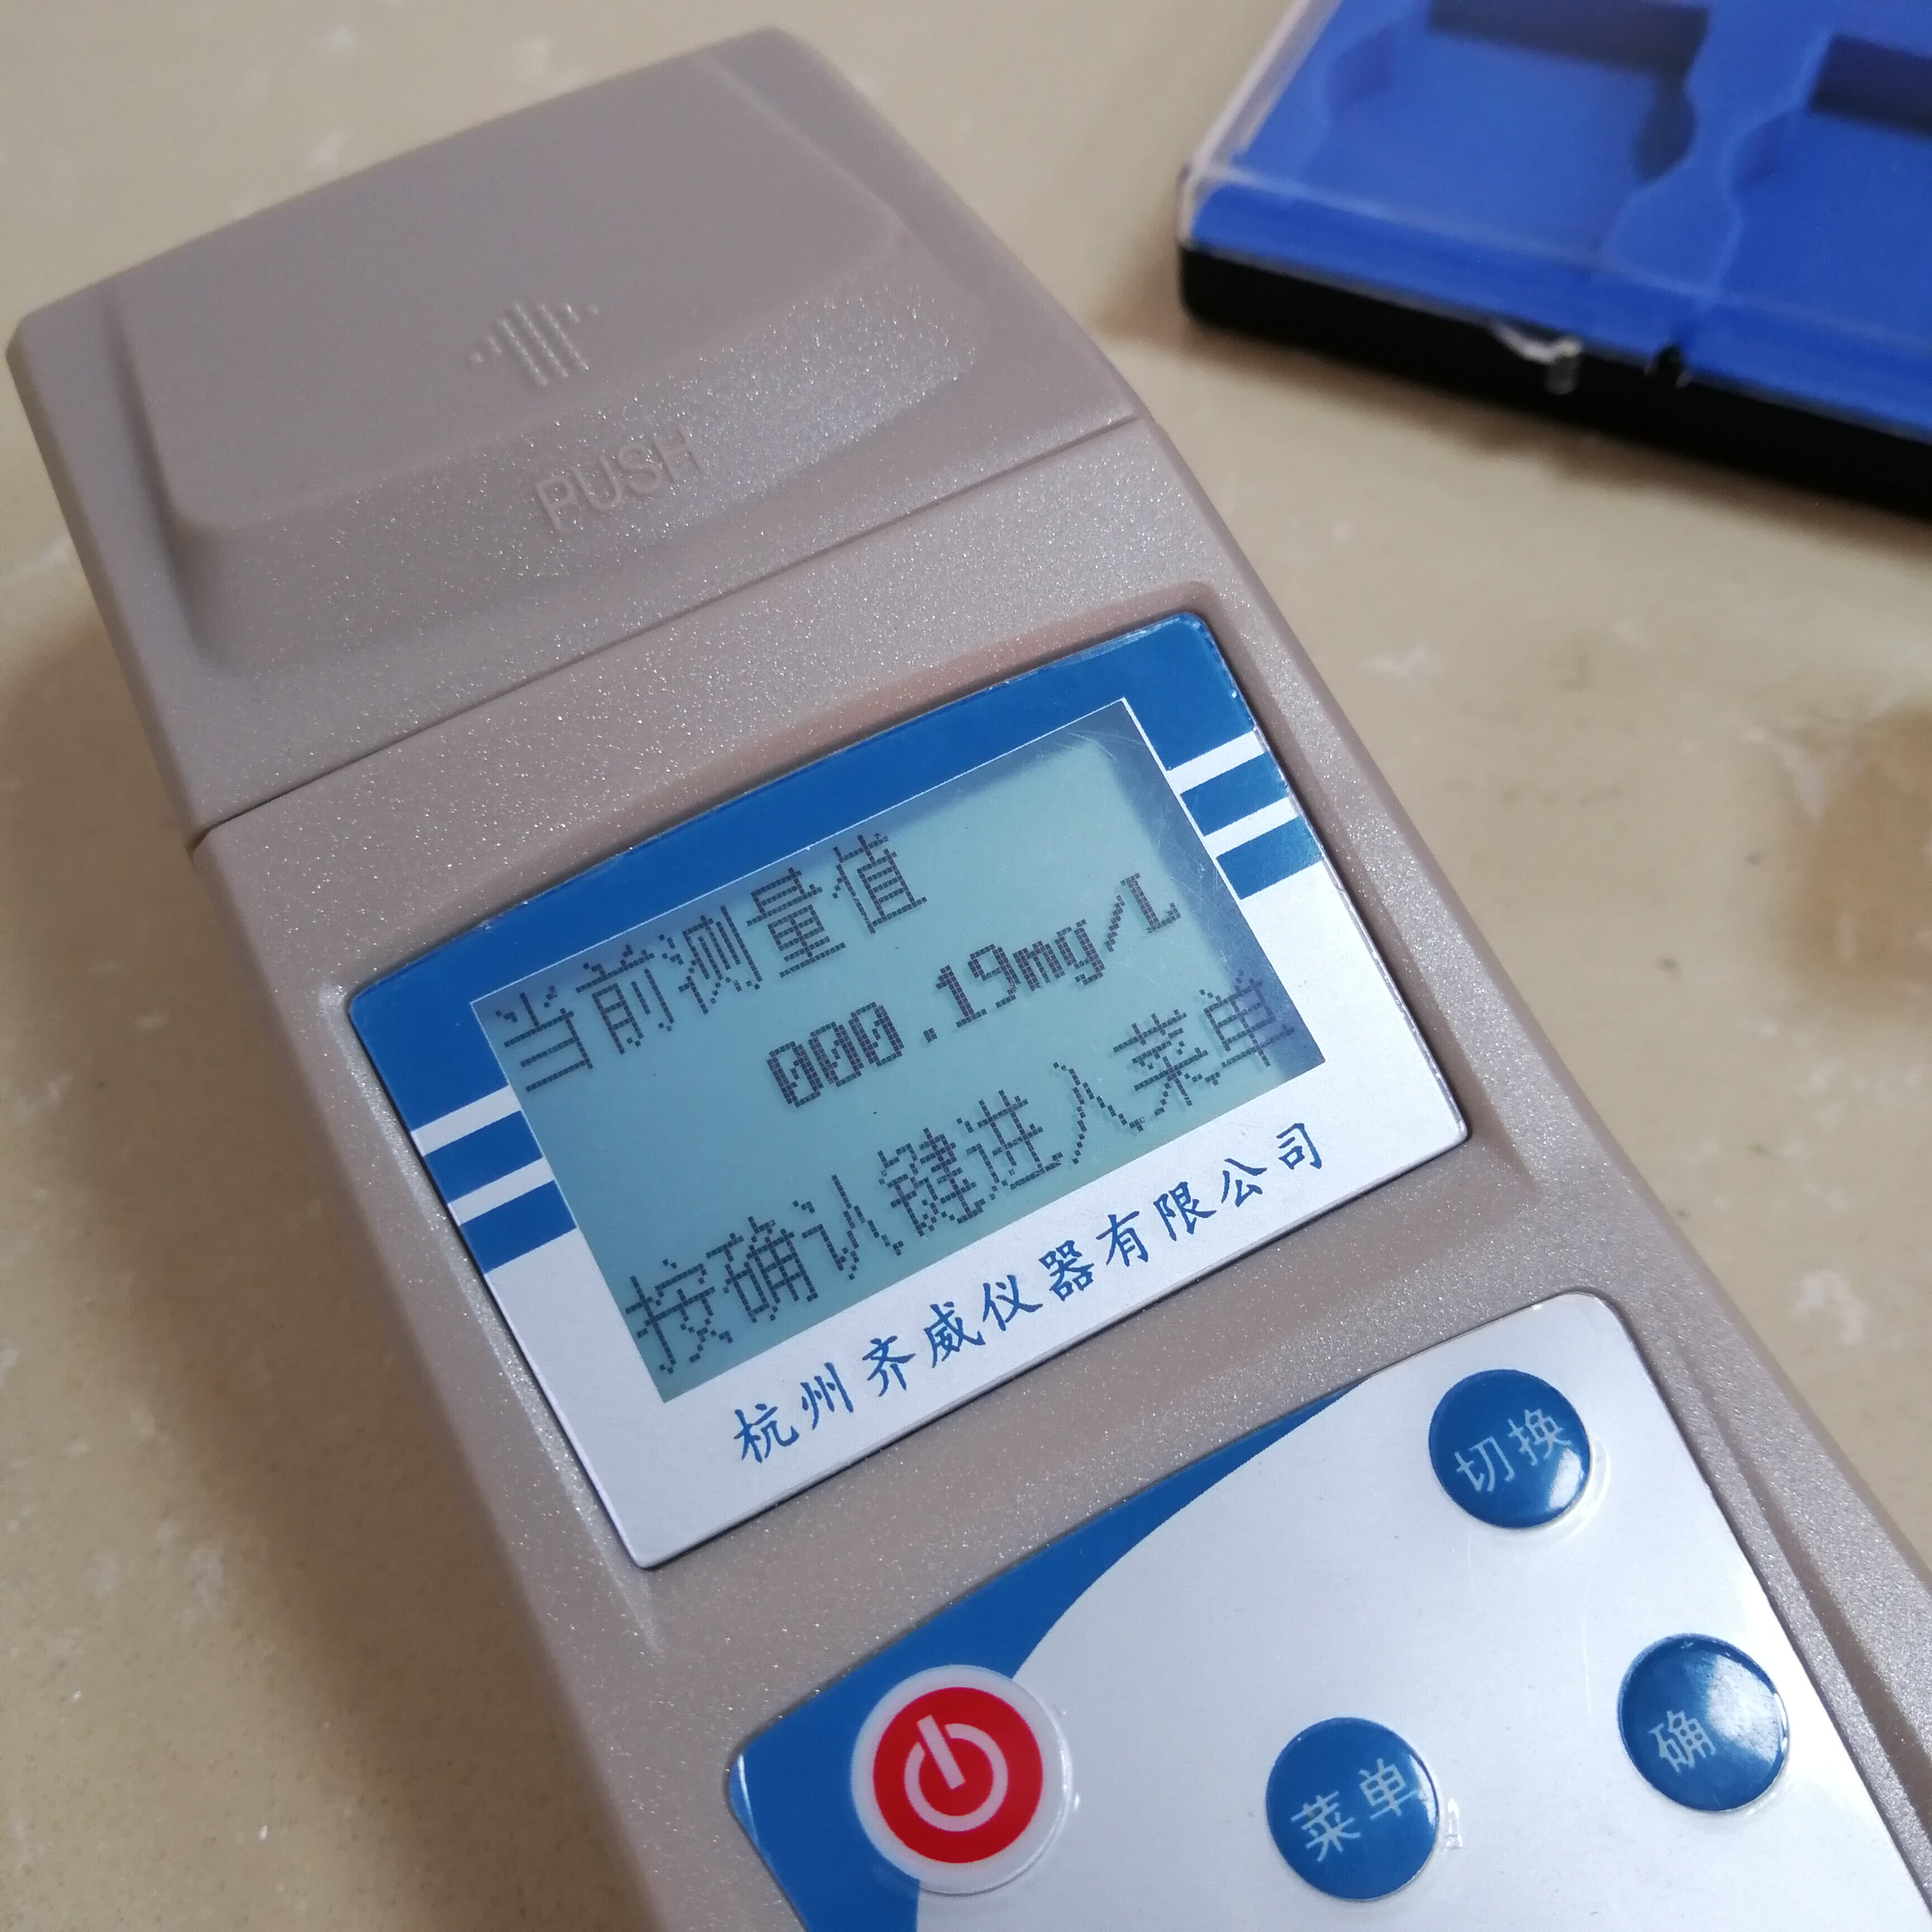 PUSH
当前测量值
000.19mg/L
按确认键进入菜单
杭州齐威仪器有限公司
切换
菜单
确